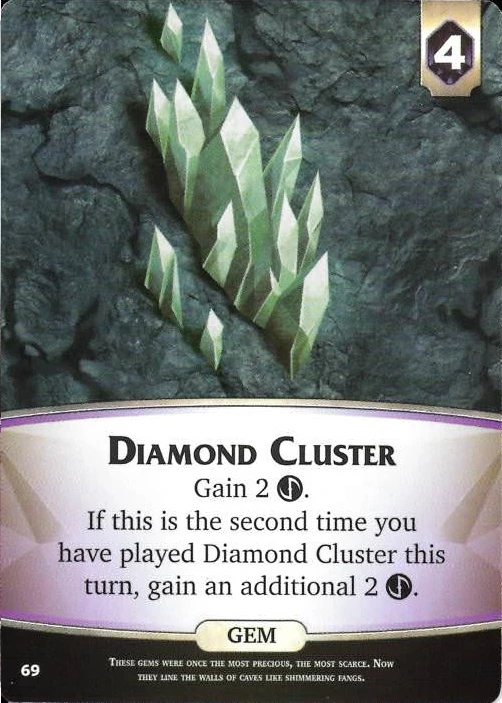 4
DIAMOND CLUSTER
Gain 2 .
If this is the second time you
have played Diamond Cluster this
turn, gain an additional 2 .
GEM
69
THESE GEMS WERE ONCE THE MOST PRECIOUS, THE MOST SCARCE. NOW
THEY LINE THE WALLS OF CAVES LIKE SHIMMERING FANGS.